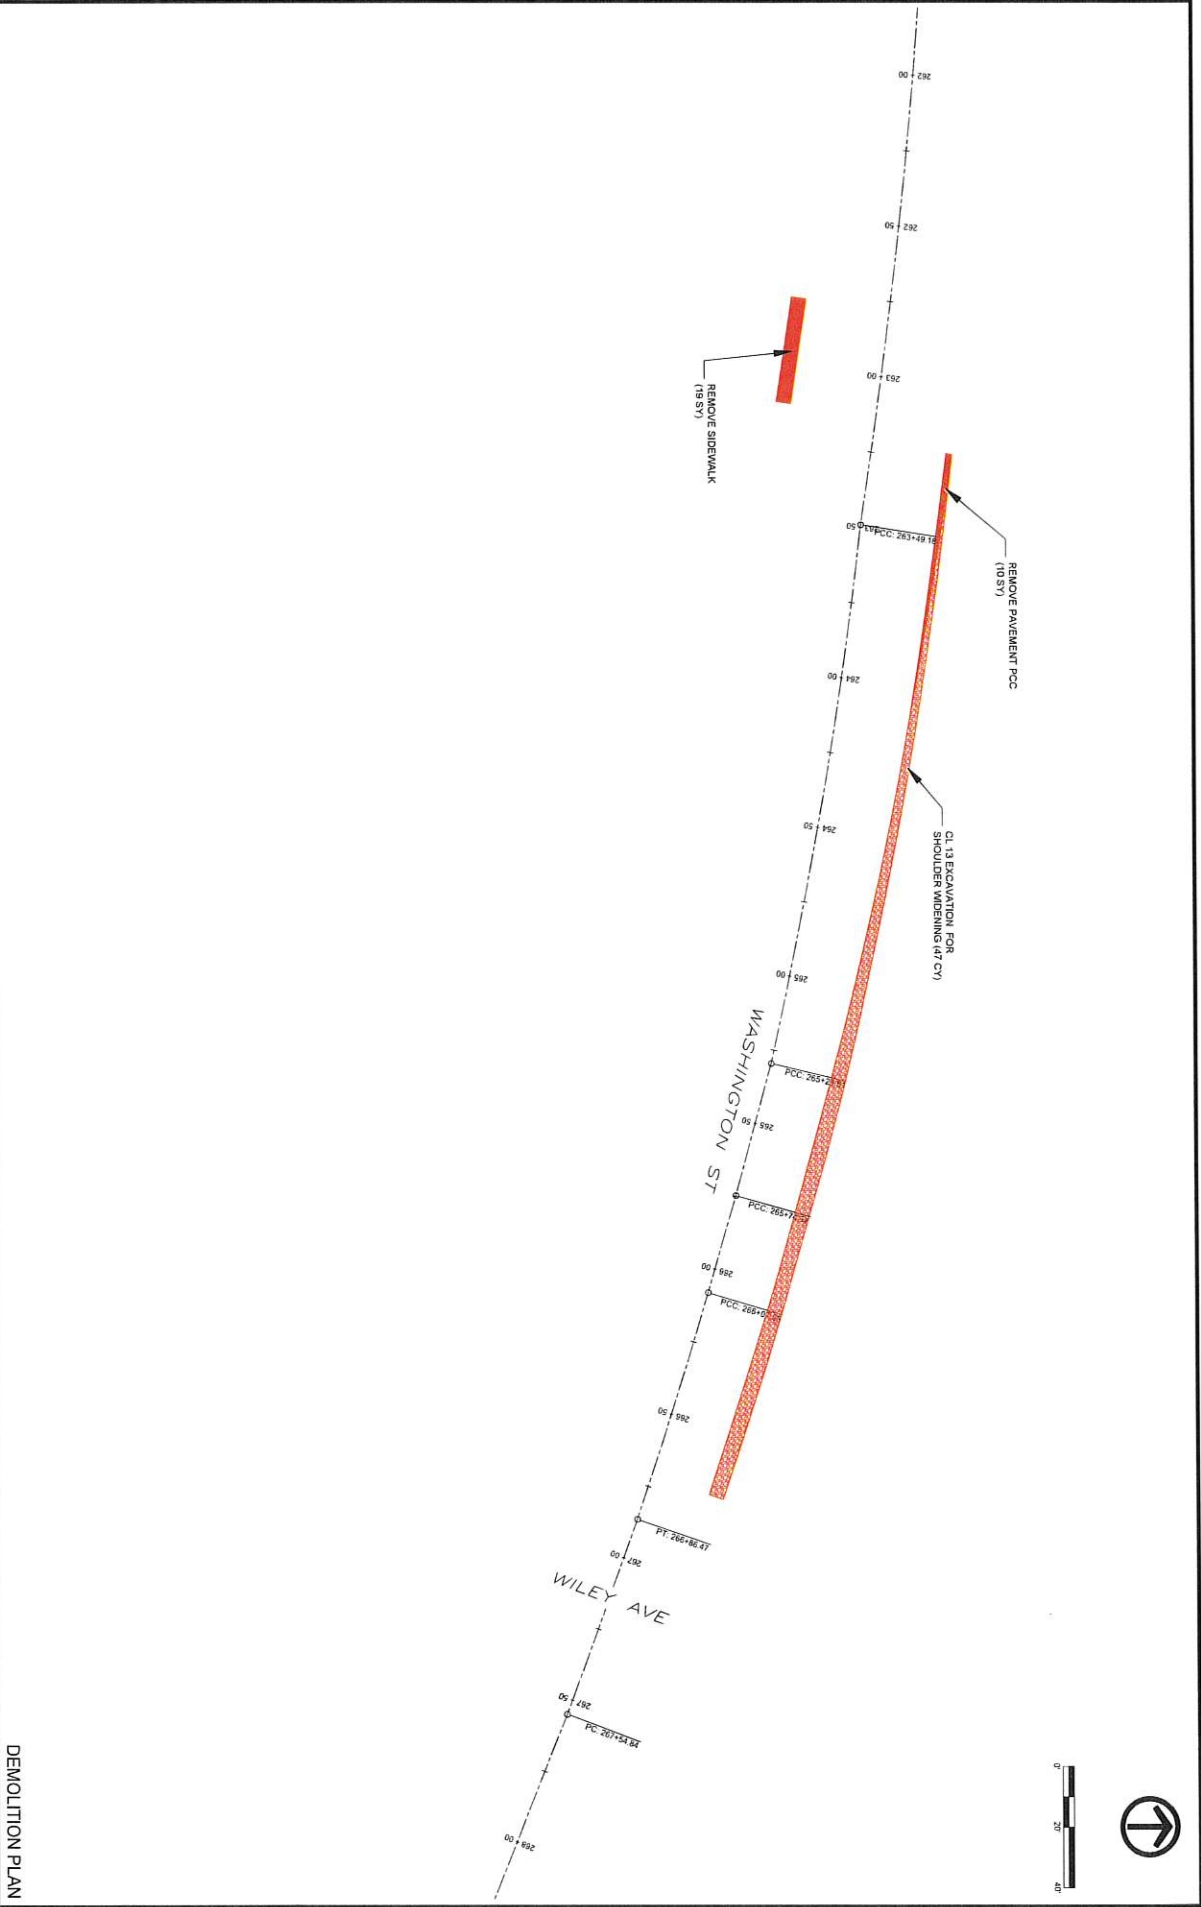 262 + 00
262 + 50
263 + 00
REMOVE SIDEWALK
(19 SY)
REMOVE PAVEMENT PCC
(10 SY)
50
PCC: 263+49.18
264 + 00
CL 13 EXCAVATION FOR
SHOULDER WIDENING (47 CY)
264 + 50
265 + 00
WASHINGTON ST
265 + 50
266 + 00
266 + 50
PT: 266+86.47
267 + 00
WILEY AVE
267 + 50
PC: 267+54.84
268 + 00
0'
20'
40'
DEMOLITION PLAN